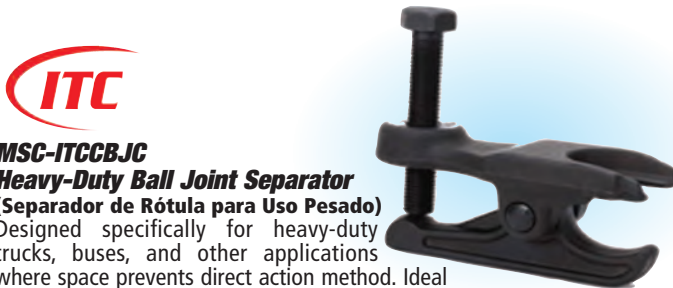 ITC
MSC-ITCCBJC
Heavy-Duty Ball Joint Separator
(Separador de Rótula para Uso Pesado)
Designed specifically for heavy-duty
trucks, buses, and other applications
where space prevents direct action method. Ideal